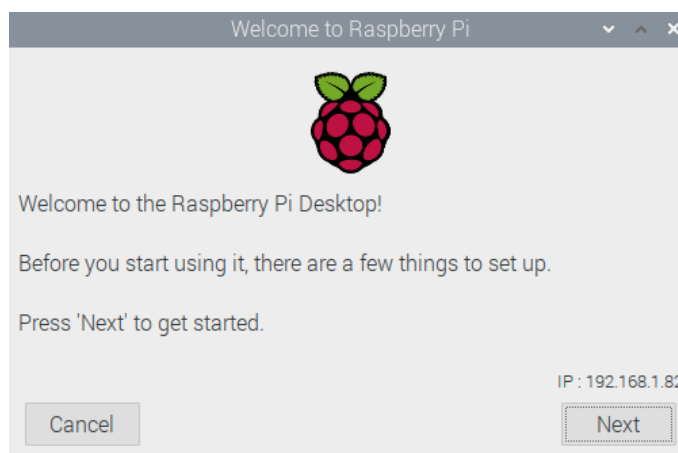 Welcome to Raspberry Pi
Welcome to the Raspberry Pi Desktop!
Before you start using it, there are a few things to set up.
Press 'Next' to get started.
IP : 192.168.1.82
Cancel
Next